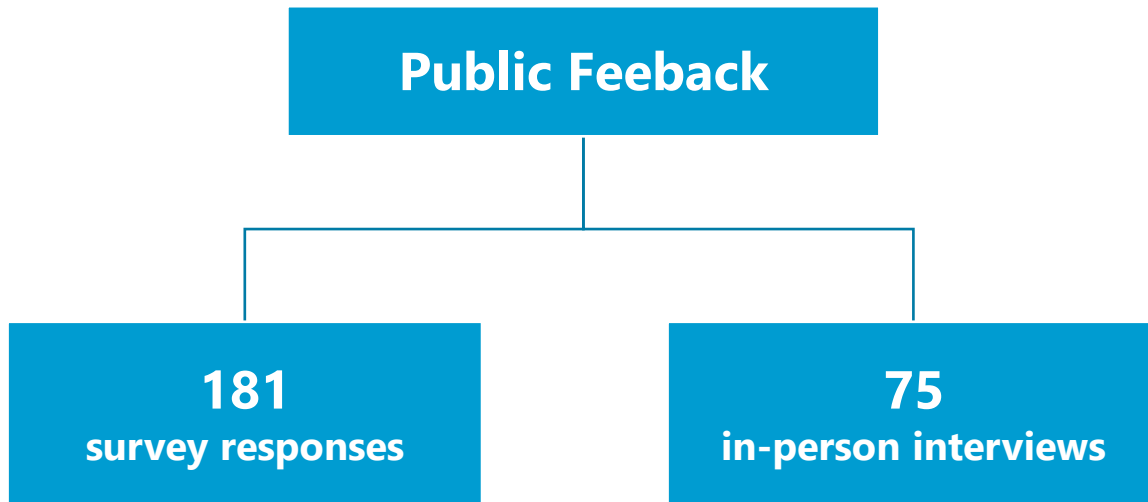 Public Feeback
181
survey responses
75
in-person interviews